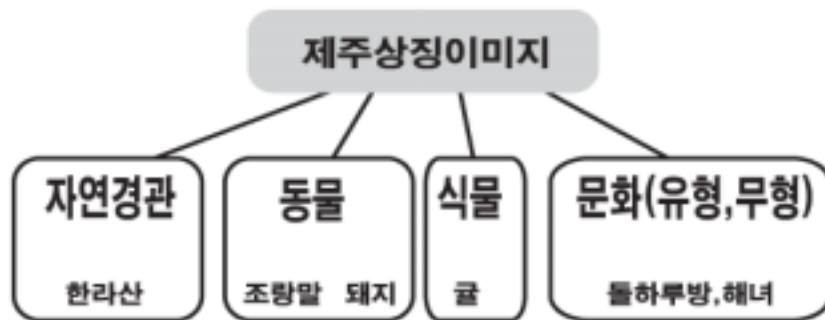 제주상징이미지
자연경관
한라산
동물
조랑말 돼지
식물
귤
문화(유형,무형)
돌하루방,해녀